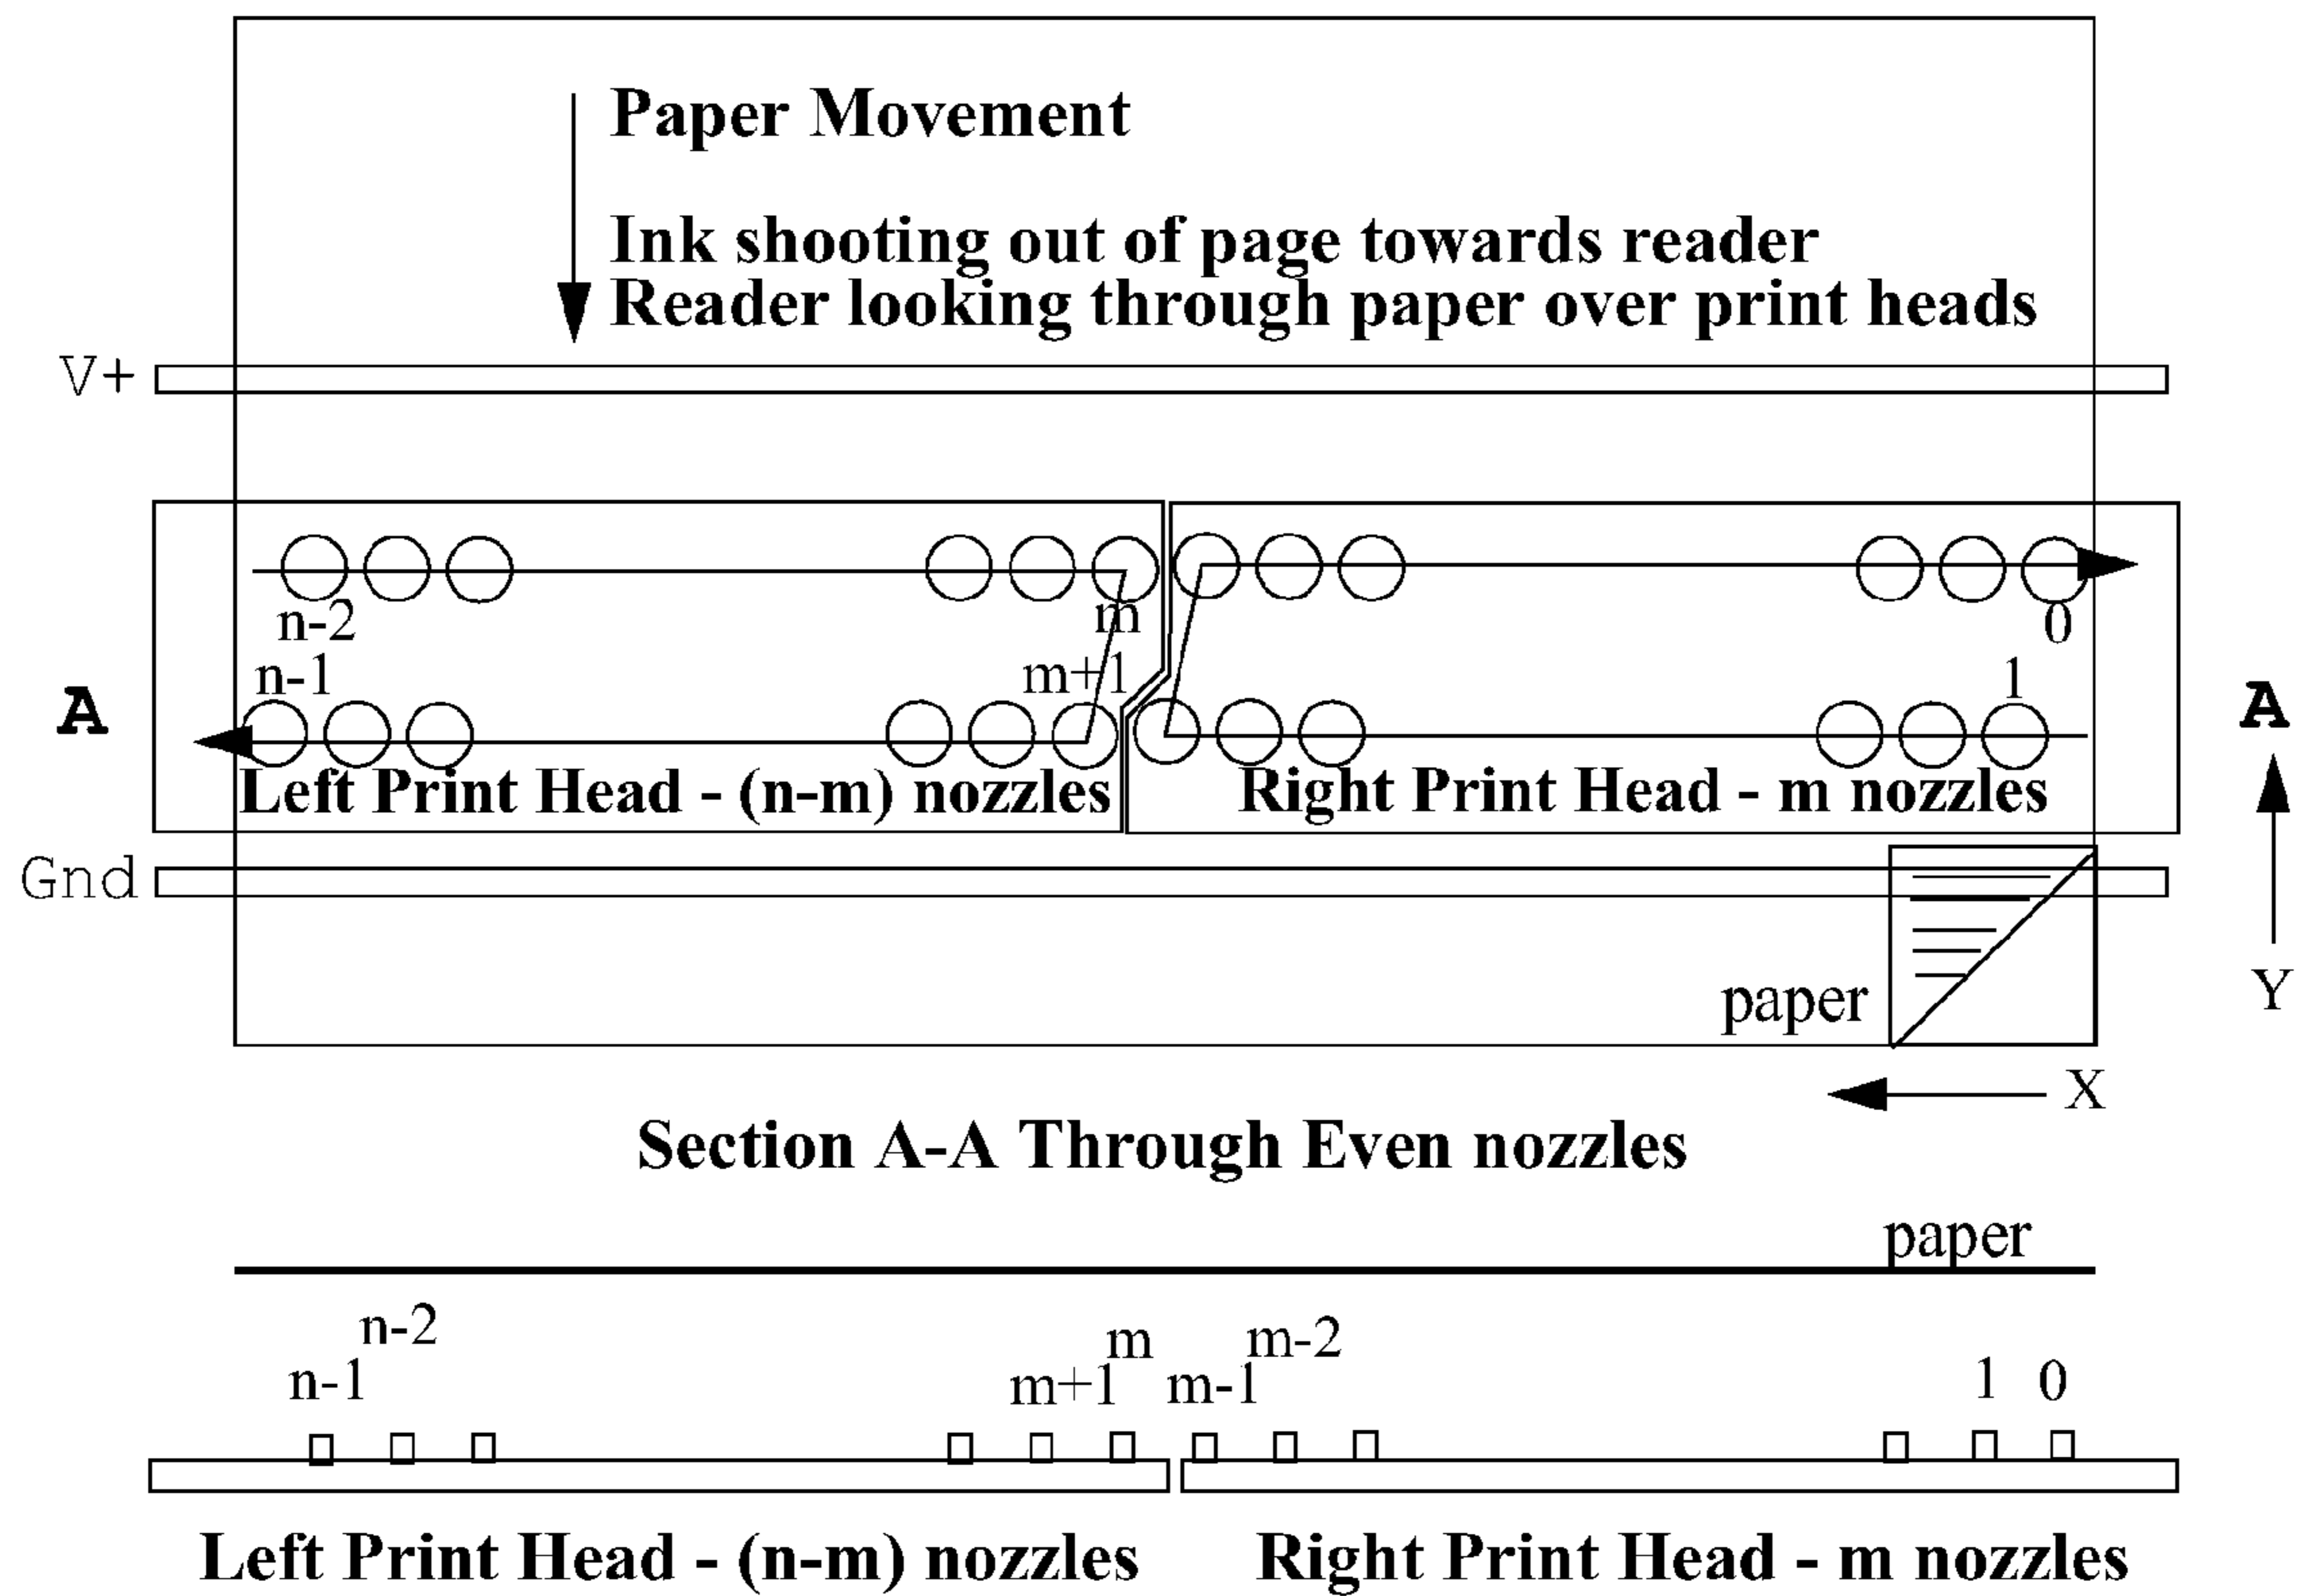 Paper Movement
Ink shooting out of page towards reader
Reader looking through paper over print heads
V+
n-2
m
0
n-1
m+1
1
A
A
Left Print Head - (n-m) nozzles
Right Print Head - m nozzles
Gnd
paper
Y
X
Section A-A Through Even nozzles
paper
n-2
m
m-2
n-1
m+1
m-1
1
0
Left Print Head - (n-m) nozzles
Right Print Head - m nozzles